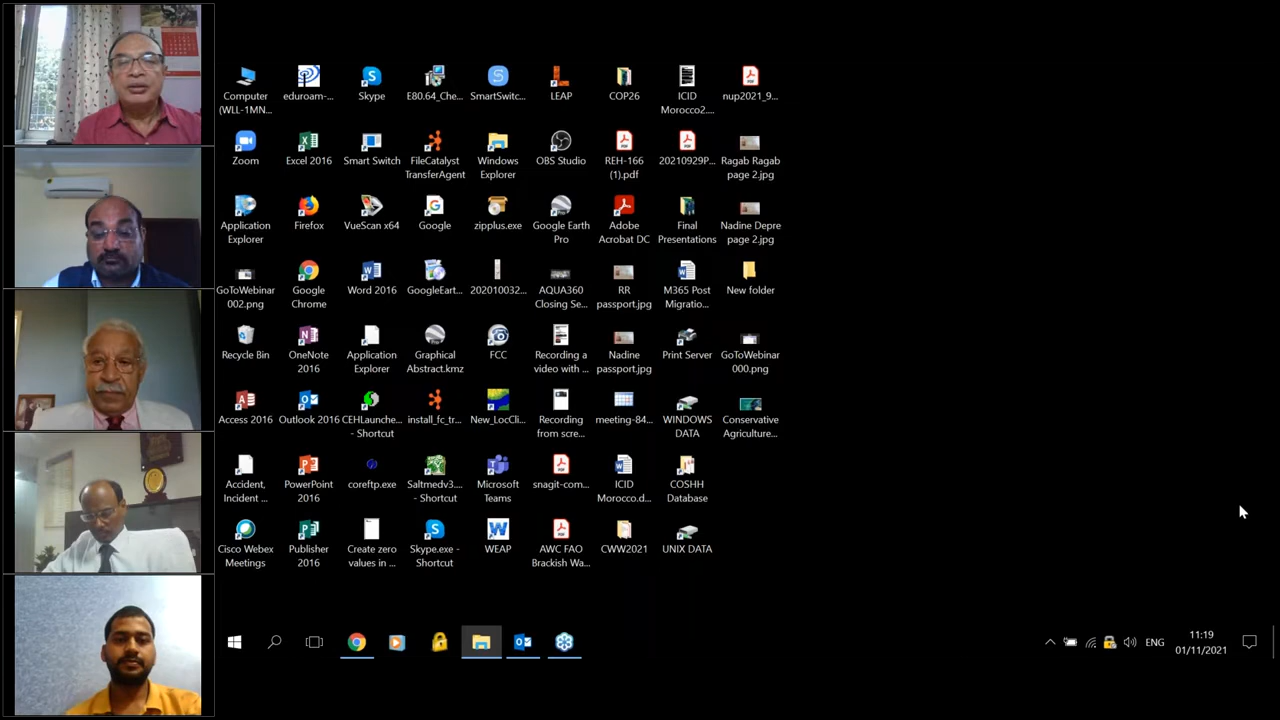 Computer
(WLL-1MN...
eduroam-...
Skype
E80.64_Che...
SmartSwitc...
LEAP
COP26
ICID
Morocco2....
nup2021_9...
Zoom
Excel 2016
Smart Switch
FileCatalyst
TransferAgent
Windows
Explorer
OBS Studio
REH-166
(1).pdf
20210929P...
Ragab Ragab
page 2.jpg
Application
Explorer
Firefox
VueScan x64
Google
zipplus.exe
Google Earth
Pro
Adobe
Acrobat DC
Final
Presentations
Nadine Depre
page 2.jpg
GoToWebinar
002.png
Google
Chrome
Word 2016
GoogleEart...
202010032...
AQUA360
Closing Se...
RR
passport.jpg
M365 Post
Migratio...
New folder
Recycle Bin
OneNote
2016
Application
Explorer
Graphical
Abstract.kmz
FCC
Recording a
video with ...
Nadine
passport.jpg
Print Server
GoToWebinar
000.png
Access 2016
Outlook 2016
CEHLaunche...
- Shortcut
install_fc_tr...
New_LocCli...
Recording
from scre...
meeting-84...
WINDOWS
DATA
Conservative
Agriculture...
Accident,
Incident ...
PowerPoint
2016
coreftp.exe
Saltmedv3....
- Shortcut
Microsoft
Teams
snagit-com...
ICID
Morocco.d...
COSHH
Database
Cisco Webex
Meetings
Publisher
2016
Create zero
values in ...
Skype.exe -
Shortcut
WEAP
AWC FAO
Brackish Wa...
CWW2021
UNIX DATA
ENG
11:19
01/11/2021